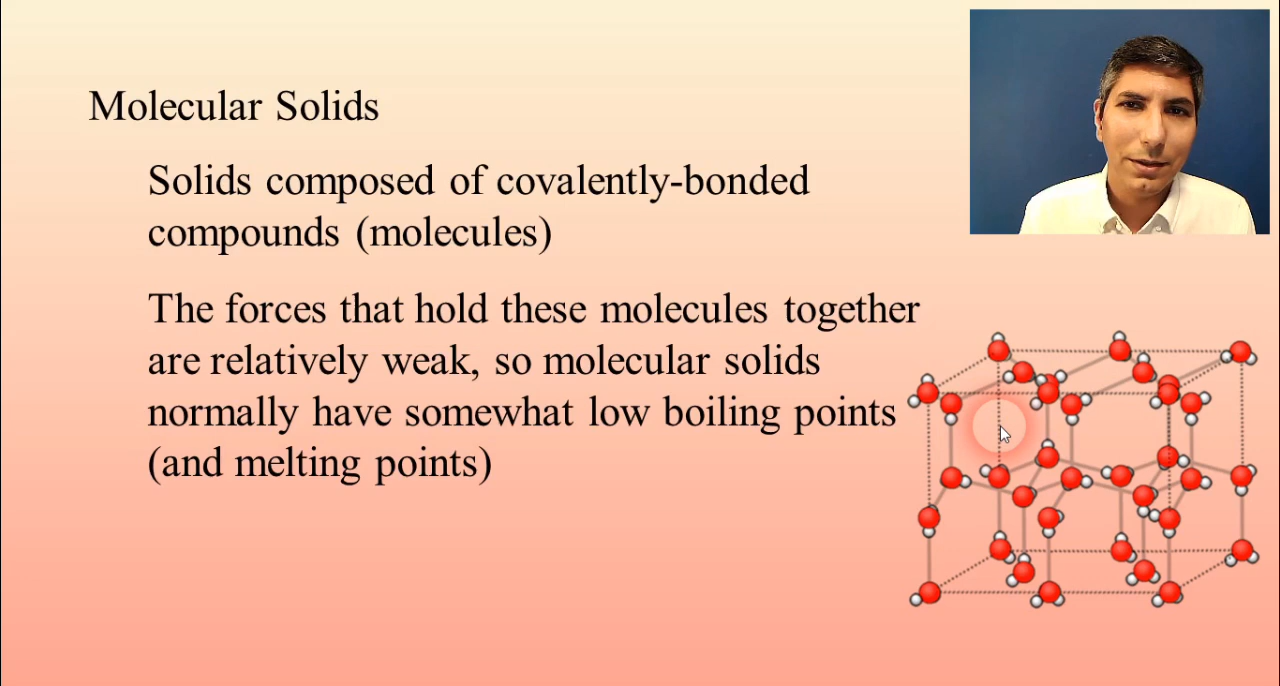 Molecular Solids
Solids composed of covalently-bonded
compounds (molecules)
The forces that hold these molecules together
are relatively weak, so molecular solids
normally have somewhat low boiling points
(and melting points)